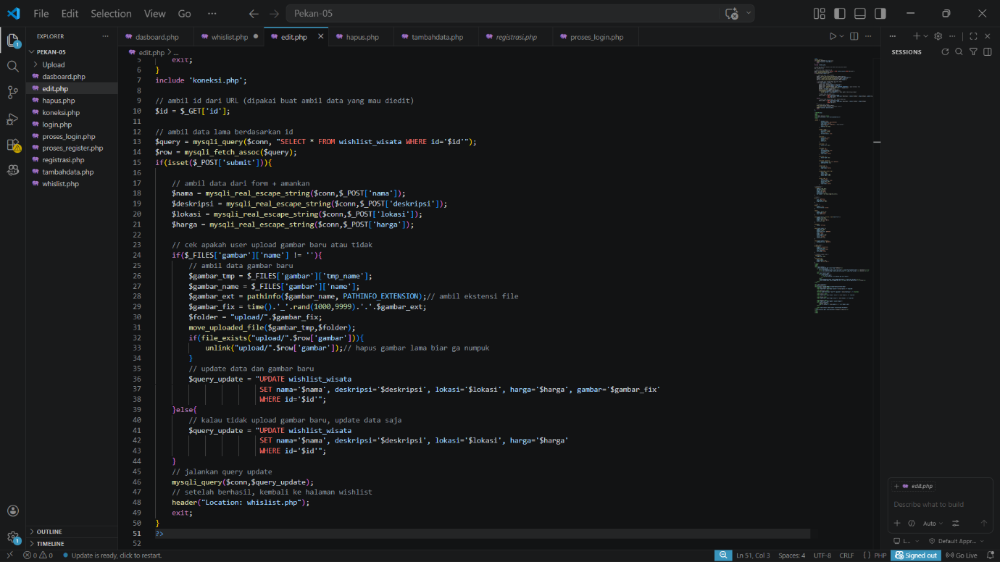 File Edit Selection View Go ··· Pekan-05
EXPLORER ···
PEKAN-05
Upload
dasboard.php
edit.php
hapus.php
koneksi.php
login.php
proses_login.php
proses_register.php
registrasi.php
tambahdata.php
whislist.php
OUTLINE
TIMELINE
dasboard.php whislist.php edit.php hapus.php tambahdata.php registrasi.php proses_login.php
edit.php > ...
5 exit;
6 }
7 include 'koneksi.php';
8
9 // ambil id dari URL (dipakai buat ambil data yang mau diedit)
10 $id = $_GET['id'];
11
12 // ambil data lama berdasarkan id
13 $query = mysqli_query($conn, "SELECT * FROM wishlist_wisata WHERE id='$id'");
14 $row = mysqli_fetch_assoc($query);
15 if(isset($_POST['submit'])){
16
17 // ambil data dari form + amankan
18 $nama = mysqli_real_escape_string($conn,$_POST['nama']);
19 $deskripsi = mysqli_real_escape_string($conn,$_POST['deskripsi']);
20 $lokasi = mysqli_real_escape_string($conn,$_POST['lokasi']);
21 $harga = mysqli_real_escape_string($conn,$_POST['harga']);
22
23 // cek apakah user upload gambar baru atau tidak
24 if($_FILES['gambar']['name'] != ''){
25 // ambil data gambar baru
26 $gambar_tmp = $_FILES['gambar']['tmp_name'];
27 $gambar_name = $_FILES['gambar']['name'];
28 $gambar_ext = pathinfo($gambar_name, PATHINFO_EXTENSION);// ambil ekstensi file
29 $gambar_fix = time().'_'.rand(1000,9999).'.'.$gambar_ext;
30 $folder = "upload/".$gambar_fix;
31 move_uploaded_file($gambar_tmp,$folder);
32 if(file_exists("upload/".$row['gambar'])){
33 unlink("upload/".$row['gambar']);// hapus gambar lama biar ga numpuk
34 }
35 // update data dan gambar baru
36 $query_update = "UPDATE wishlist_wisata
37 SET nama='$nama', deskripsi='$deskripsi', lokasi='$lokasi', harga='$harga', gambar='$gambar_fix'
38 WHERE id='$id'";
39 }else{
40 // kalau tidak upload gambar baru, update data saja
41 $query_update = "UPDATE wishlist_wisata
42 SET nama='$nama', deskripsi='$deskripsi', lokasi='$lokasi', harga='$harga'
43 WHERE id='$id'";
44 }
45 // jalankan query update
46 mysqli_query($conn,$query_update);
47 // setelah berhasil, kembali ke halaman wishlist
48 header("Location: whislist.php");
49 exit;
50 }
51 ?>
52
SESSIONS
edit.php
Describe what to build
Auto
L... Default Appr...
0 0 Update is ready, click to restart. Ln 51, Col 3 Spaces: 4 UTF-8 CRLF { } PHP Signed out Go Live